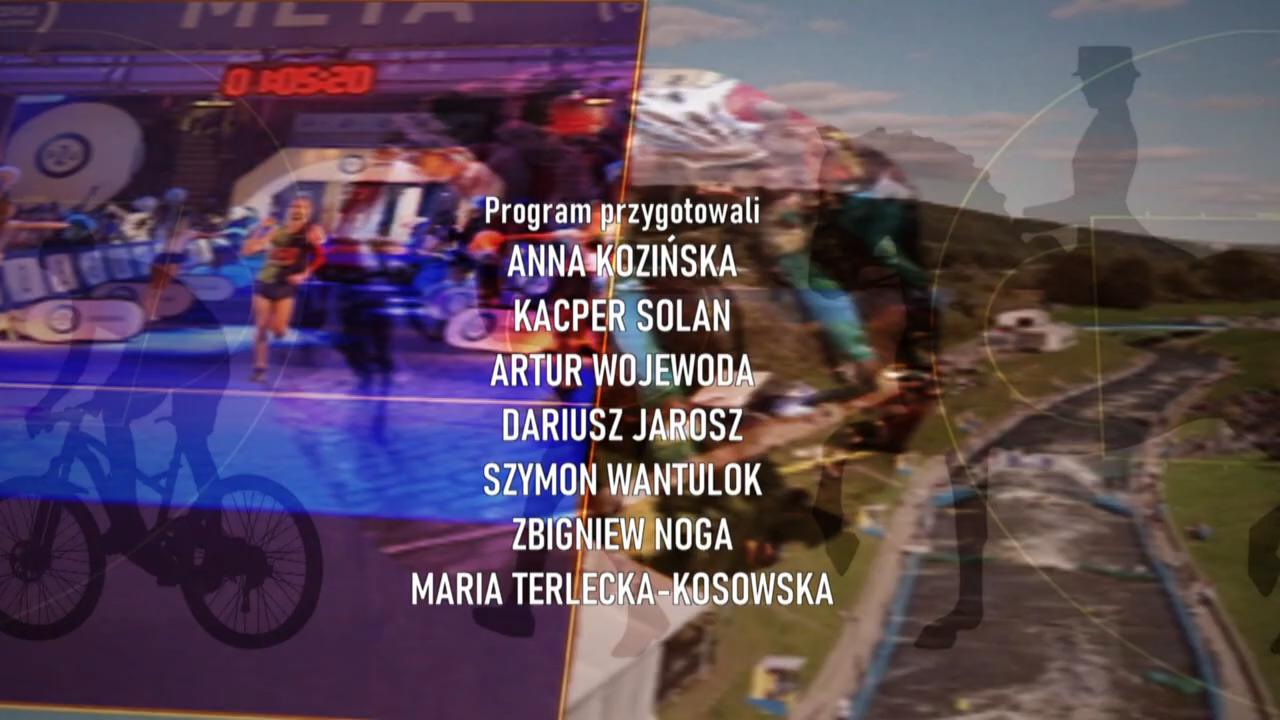 META
01:05:20
Program przygotowali
ANNA KOZIŃSKA
KACPER SOLAN
ARTUR WOJEWODA
DARIUSZ JAROSZ
SZYMON WANTULOK
ZBIGNIEW NOGA
MARIA TERLECKA-KOSOWSKA